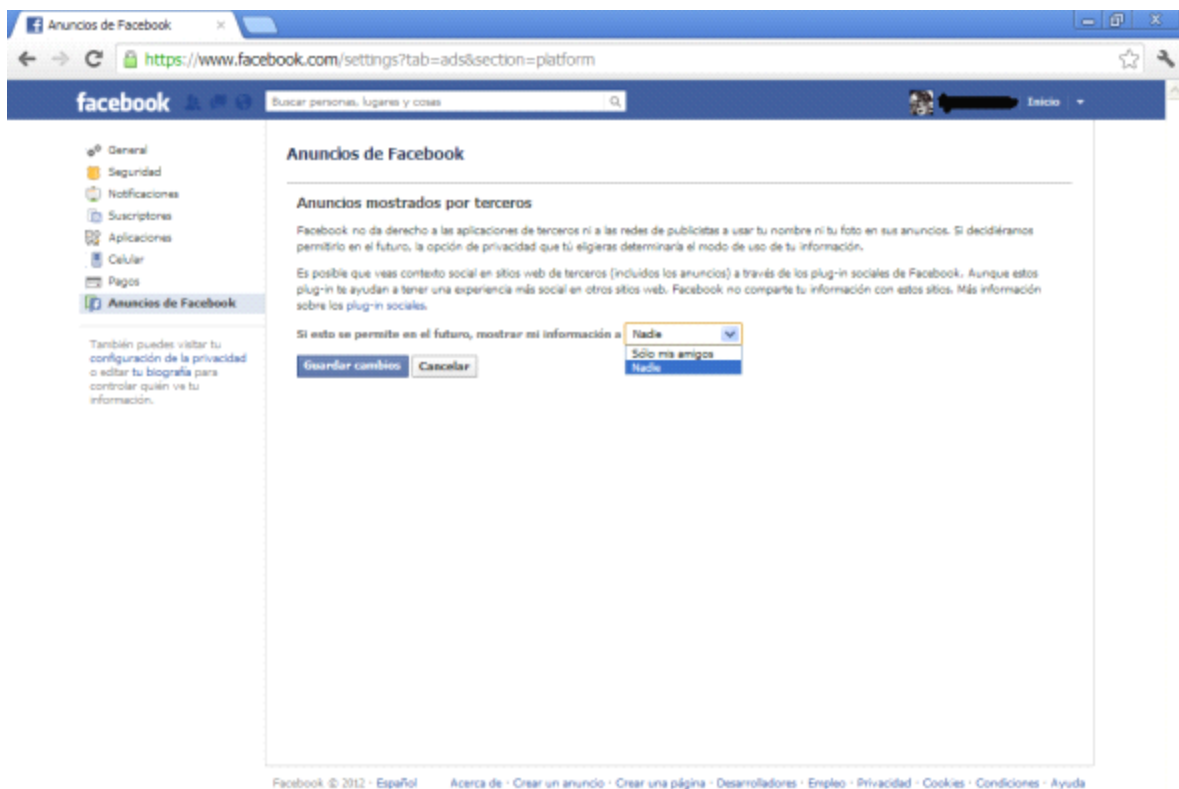 Anuncios de Facebook
https://www.facebook.com/settings?tab=ads&section=platform
facebook
Buscar personas, lugares y cosas
Inicio
General
Seguridad
Notificaciones
Suscriptores
Aplicaciones
Celular
Pagos
Anuncios de Facebook
También puedes visitar tu
configuración de la privacidad
o editar tu biografía para
controlar quién ve tu
información.
Anuncios de Facebook
Anuncios mostrados por terceros
Facebook no da derecho a las aplicaciones de terceros ni a las redes de publicistas a usar tu nombre ni tu foto en sus anuncios. Si decidiéramos
permitirlo en el futuro, la opción de privacidad que tú eligieras determinaría el modo de uso de tu información.
Es posible que veas contexto social en sitios web de terceros (incluidos los anuncios) a través de los plug-in sociales de Facebook. Aunque estos
plug-in te ayudan a tener una experiencia más social en otros sitios web. Facebook no comparte tu información con estos sitios. Más información
sobre los plug-in sociales.
Si esto se permite en el futuro, mostrar mi información a Nadie
Sólo mis amigos
Nadie
Guardar cambios Cancelar
Facebook © 2012 · Español Acerca de · Crear un anuncio · Crear una página · Desarrolladores · Empleo · Privacidad · Cookies · Condiciones · Ayuda